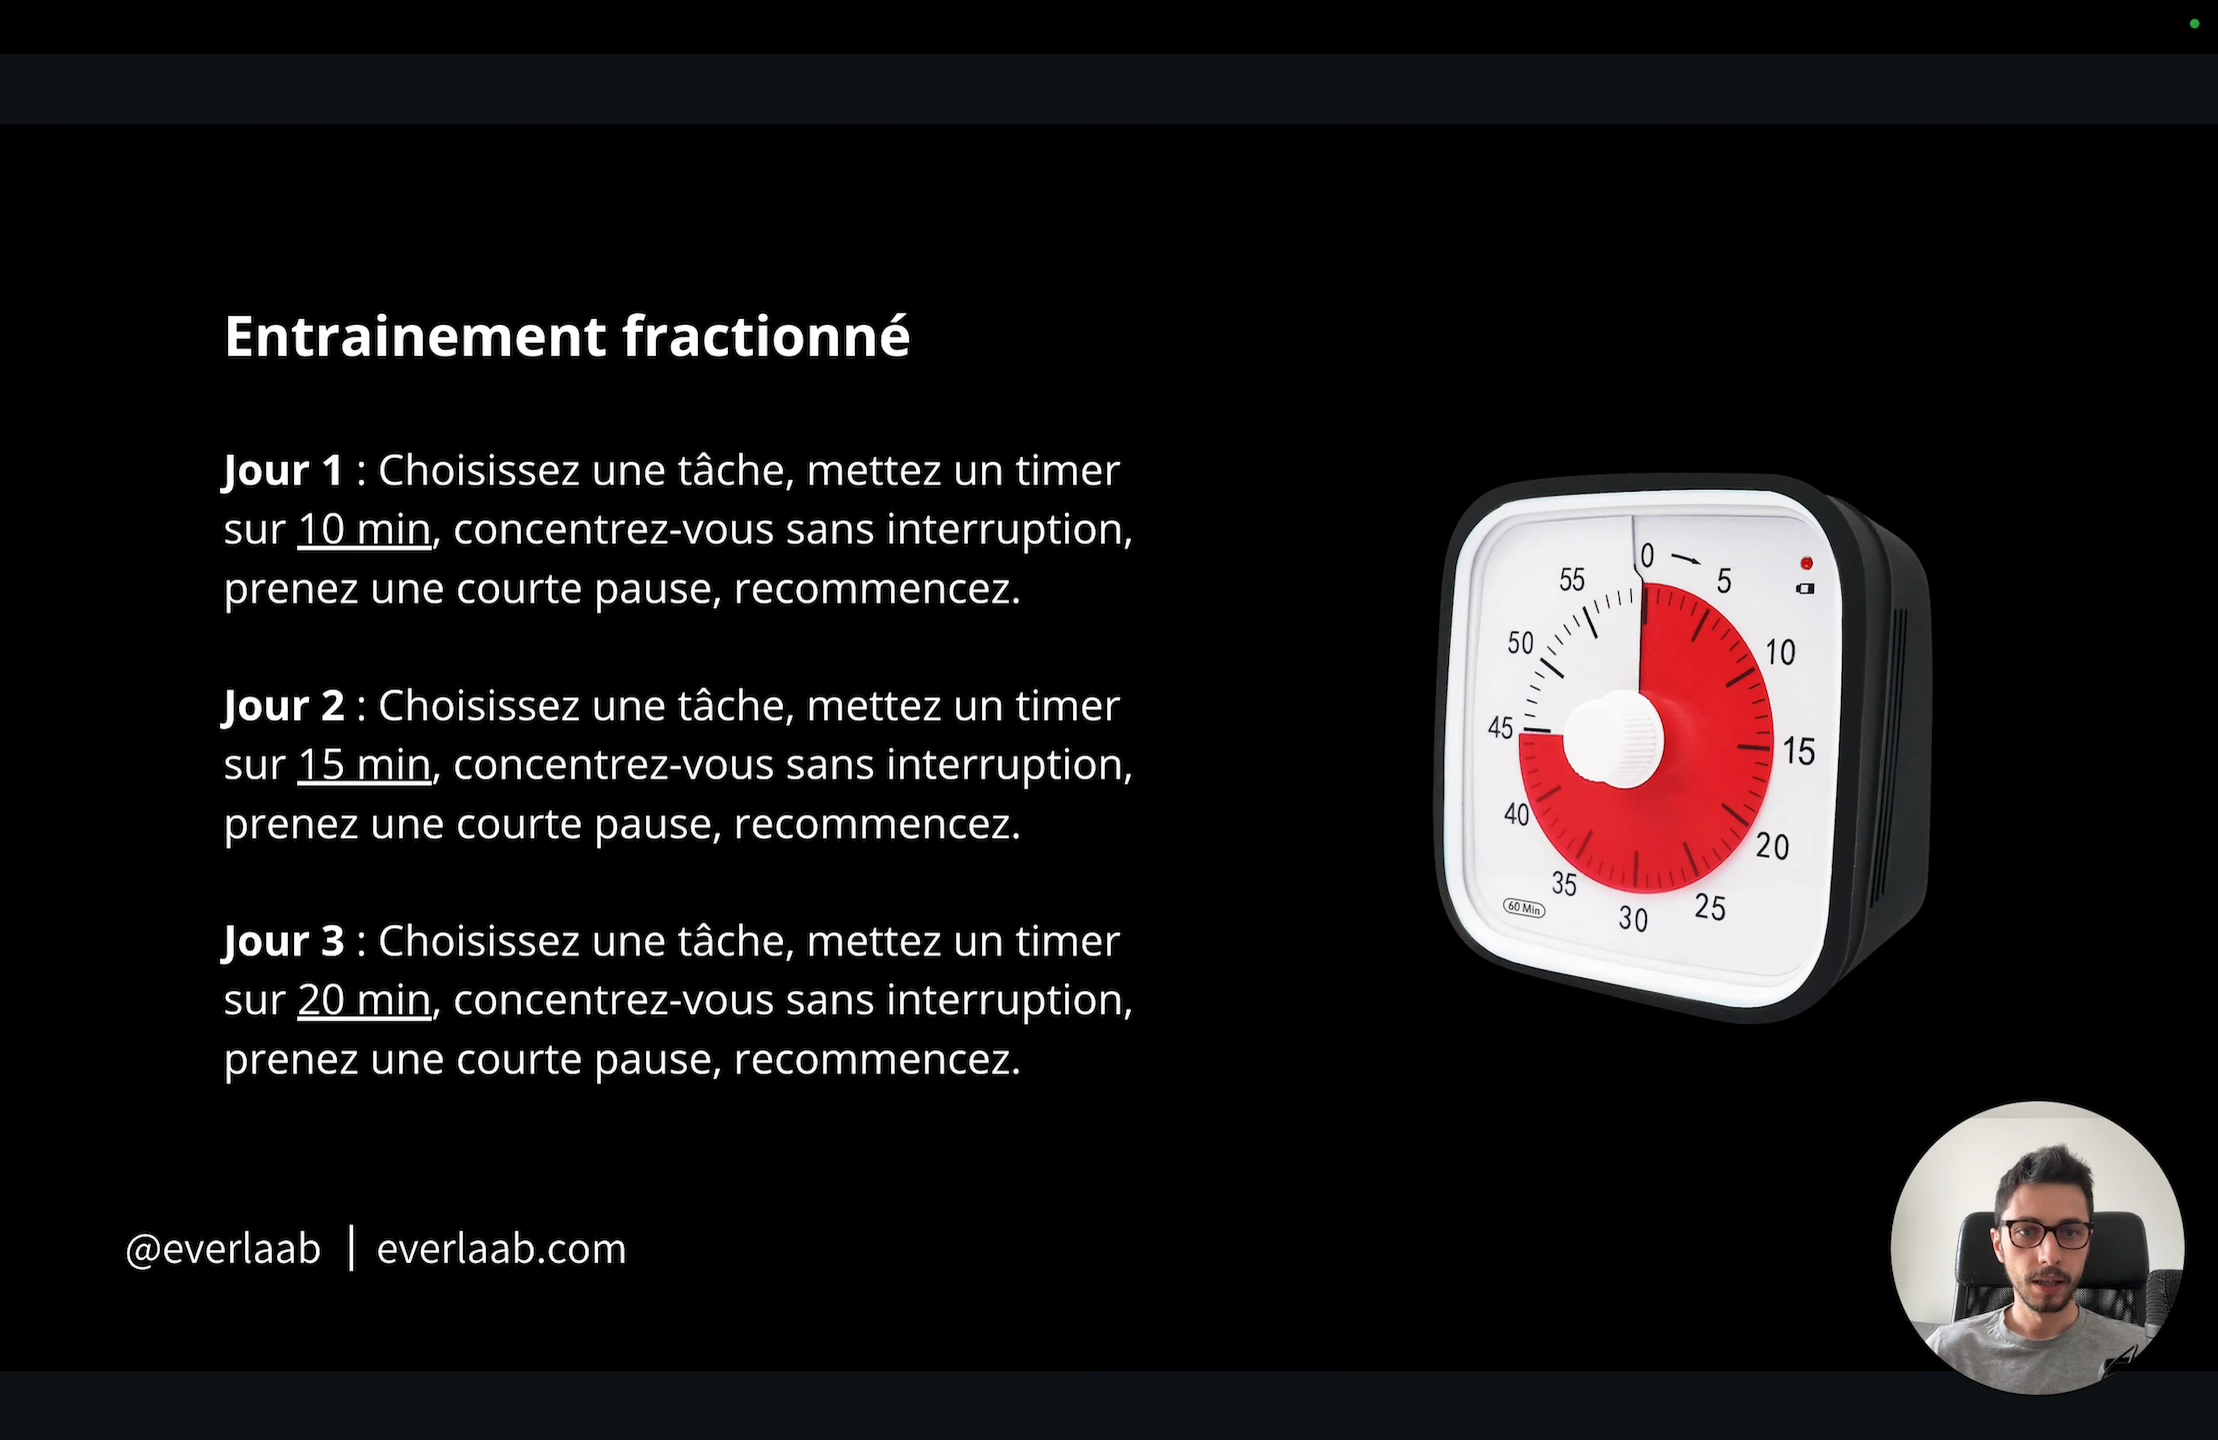 Entrainement fractionné
Jour 1 : Choisissez une tâche, mettez un timer
sur 10 min, concentrez-vous sans interruption,
prenez une courte pause, recommencez.
Jour 2 : Choisissez une tâche, mettez un timer
sur 15 min, concentrez-vous sans interruption,
prenez une courte pause, recommencez.
Jour 3 : Choisissez une tâche, mettez un timer
sur 20 min, concentrez-vous sans interruption,
prenez une courte pause, recommencez.
0
5
10
15
20
25
30
35
40
45
50
55
60 Min
@everlaab | everlaab.com